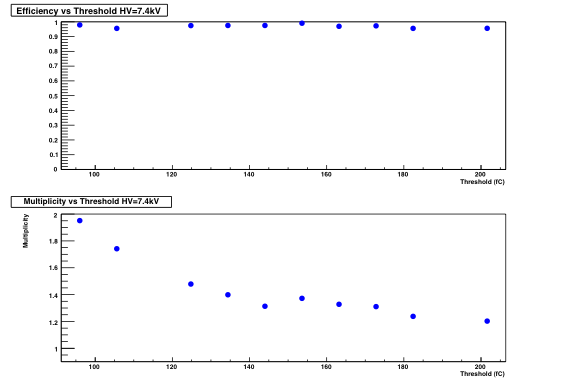 Efficiency vs Threshold HV=7.4kV
1
0.9
0.8
0.7
0.6
0.5
0.4
0.3
0.2
0.1
0
100 120 140 160 180 200
Threshold (fC)
Multiplicity vs Threshold HV=7.4kV
Multiplicity
2
1.8
1.6
1.4
1.2
1
100 120 140 160 180 200
Threshold (fC)